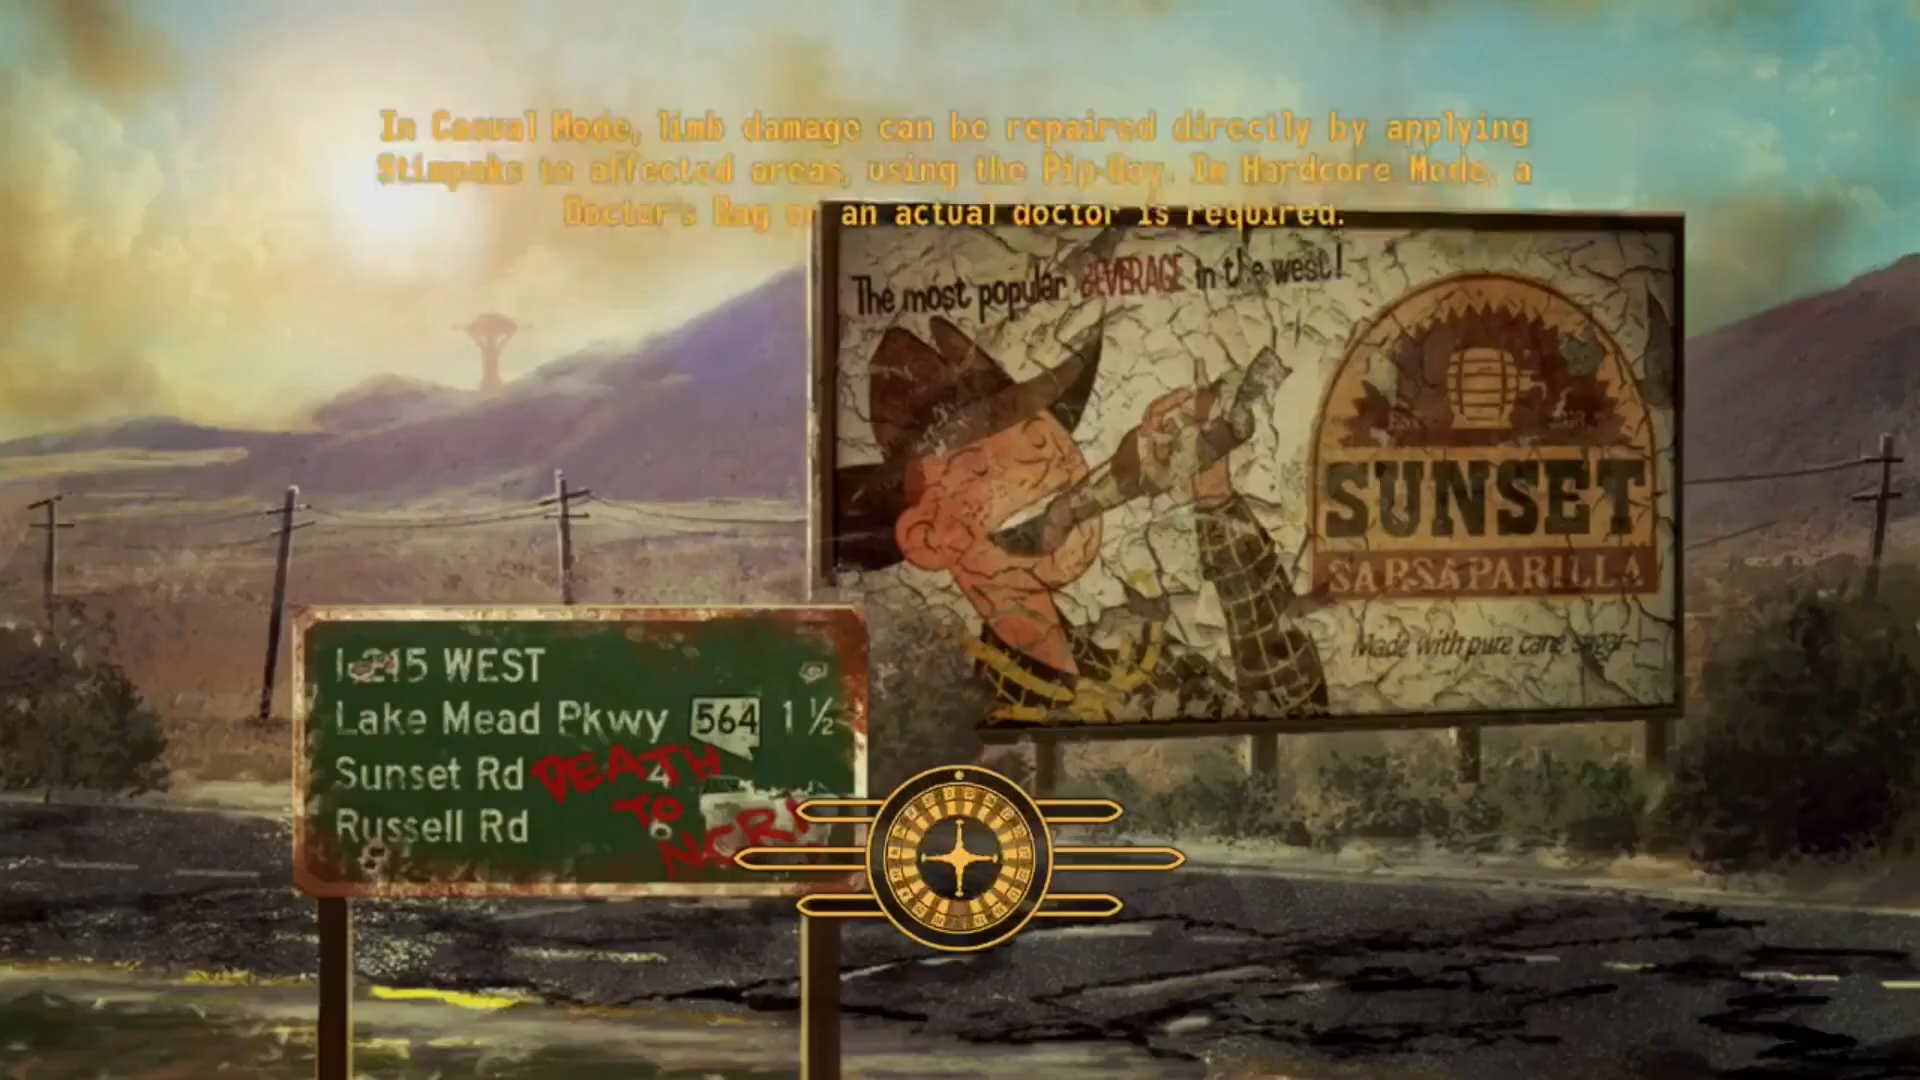 In Casual Mode, limb damage can be repaired directly by applying
Stimpaks to affected areas, using the Pip-Boy. In Hardcore Mode, a
Doctor's Bag or an actual doctor is required.
The most popular BEVERAGE in the west!
SUNSET
SARSAPARILLA
Made with pure cane sugar
I-215 WEST
Lake Mead Pkwy 564 1 ½
Sunset Rd 4
Russell Rd 6
DEATH
TO
NCR!